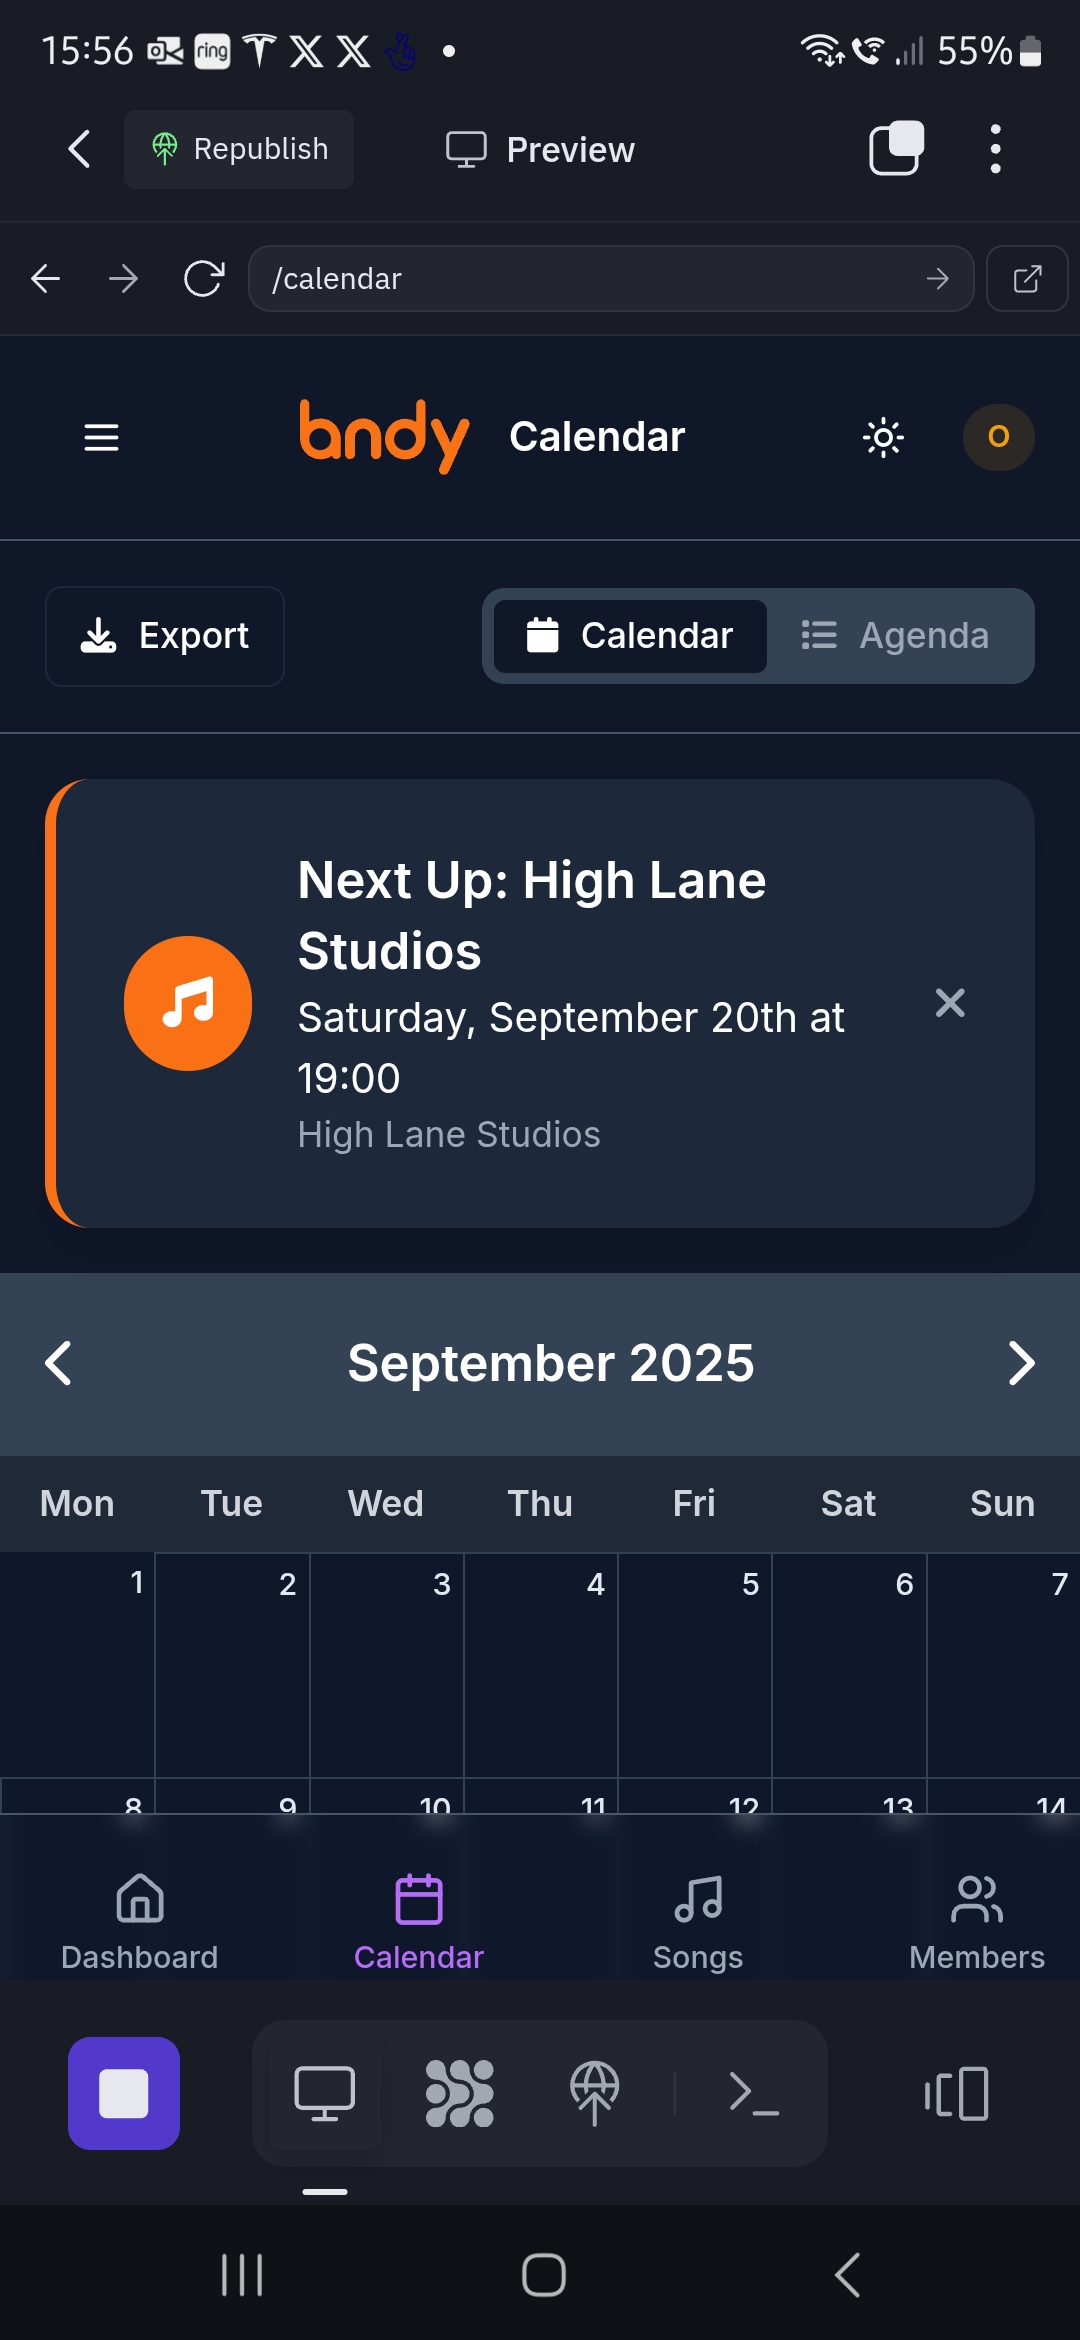 15:56 ring 55%
Republish Preview
/calendar
bndy Calendar O
Export Calendar Agenda
Next Up: High Lane
Studios
Saturday, September 20th at
19:00
High Lane Studios
September 2025
Mon Tue Wed Thu Fri Sat Sun
1 2 3 4 5 6 7
8 9 10 11 12 13 14
Dashboard Calendar Songs Members